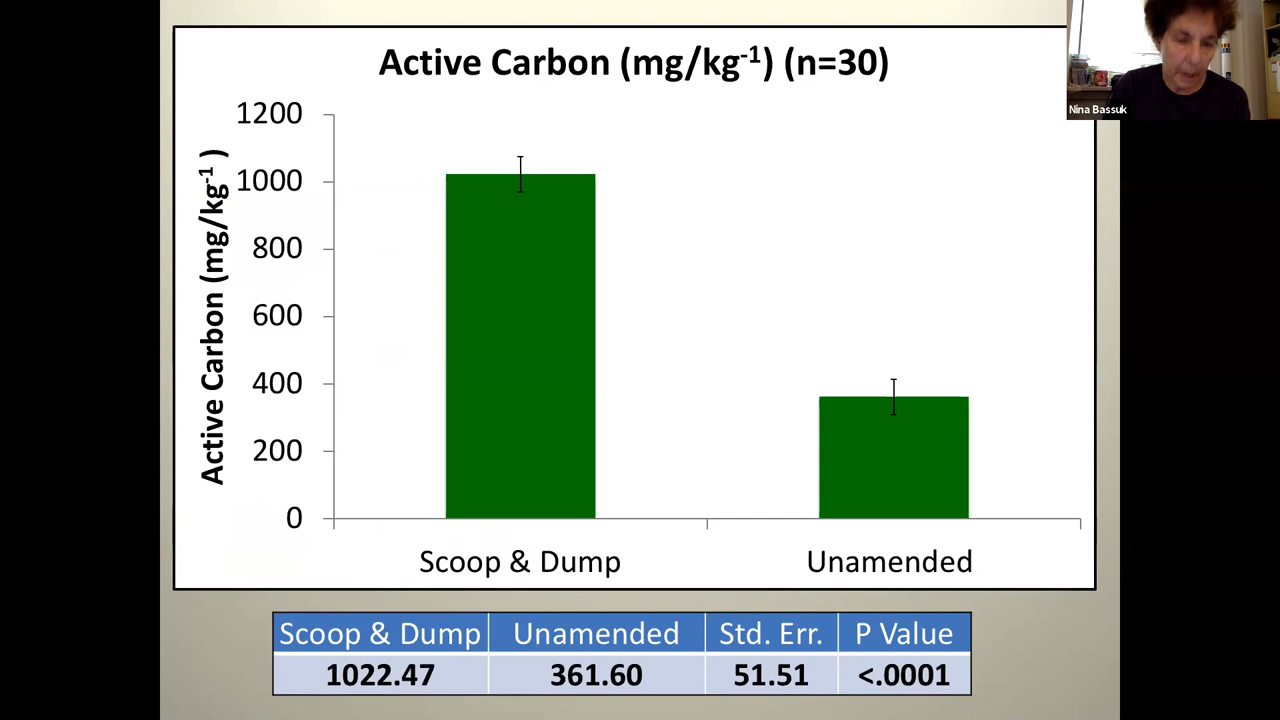 Active Carbon (mg/kg-1) (n=30)
Nina Bassuk
Active Carbon (mg/kg-1 )
1200
1000
800
600
400
200
0
Scoop & Dump Unamended
Scoop & Dump Unamended Std. Err. P Value
1022.47 361.60 51.51 <.0001